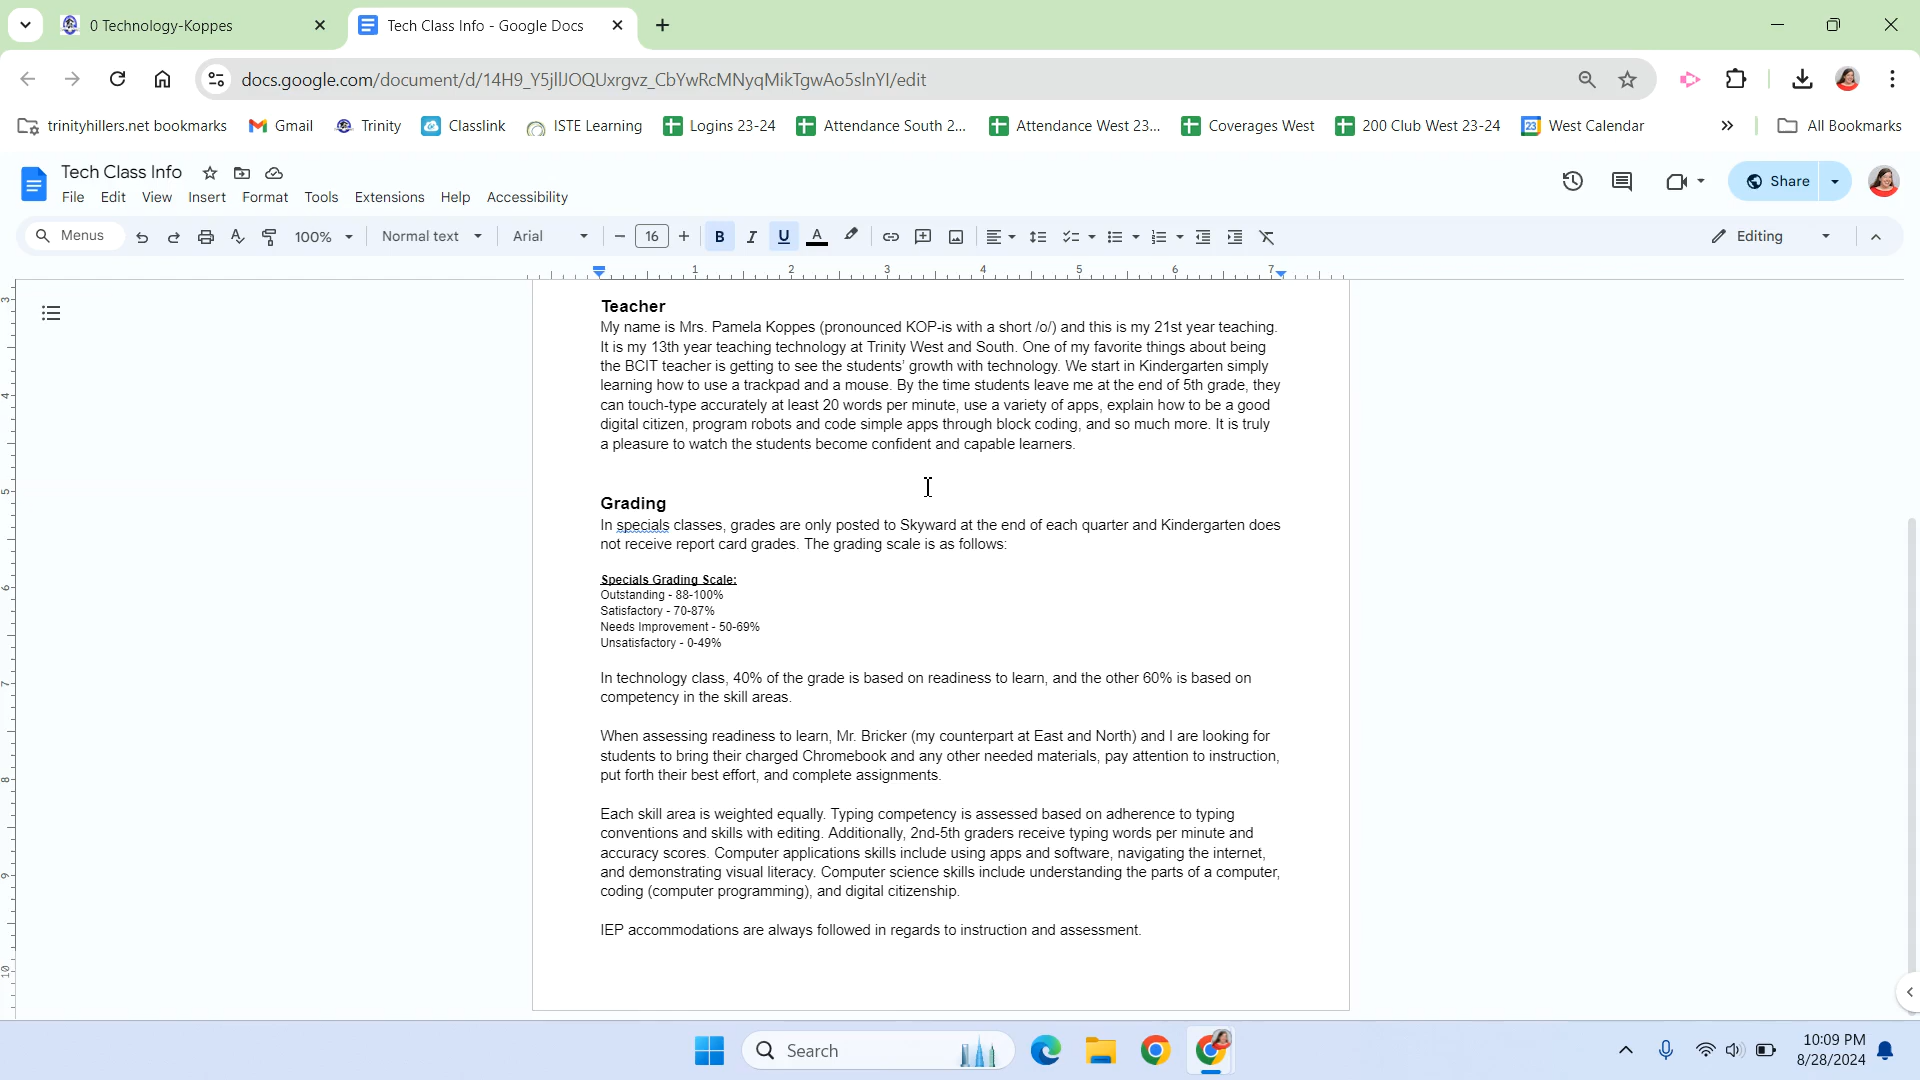 0 Technology-Koppes
Tech Class Info - Google Docs
docs.google.com/document/d/14H9_Y5jllJOQUxrgvz_CbYwRcMNyqMikTgwAo5slnYI/edit
trinityhillers.net bookmarks
Gmail
Trinity
Classlink
ISTE Learning
Logins 23-24
Attendance South 2...
Attendance West 23...
Coverages West
200 Club West 23-24
23 West Calendar
All Bookmarks
Tech Class Info
File Edit View Insert Format Tools Extensions Help Accessibility
Share
Menus
100%
Normal text
Arial
16
B I U A
Editing
1 2 3 4 5 6 7
3
4
5
6
7
8
9
10
Teacher
My name is Mrs. Pamela Koppes (pronounced KOP-is with a short /o/) and this is my 21st year teaching.
It is my 13th year teaching technology at Trinity West and South. One of my favorite things about being
the BCIT teacher is getting to see the students' growth with technology. We start in Kindergarten simply
learning how to use a trackpad and a mouse. By the time students leave me at the end of 5th grade, they
can touch-type accurately at least 20 words per minute, use a variety of apps, explain how to be a good
digital citizen, program robots and code simple apps through block coding, and so much more. It is truly
a pleasure to watch the students become confident and capable learners.
Grading
In specials classes, grades are only posted to Skyward at the end of each quarter and Kindergarten does
not receive report card grades. The grading scale is as follows:
Specials Grading Scale:
Outstanding - 88-100%
Satisfactory - 70-87%
Needs Improvement - 50-69%
Unsatisfactory - 0-49%
In technology class, 40% of the grade is based on readiness to learn, and the other 60% is based on
competency in the skill areas.
When assessing readiness to learn, Mr. Bricker (my counterpart at East and North) and I are looking for
students to bring their charged Chromebook and any other needed materials, pay attention to instruction,
put forth their best effort, and complete assignments.
Each skill area is weighted equally. Typing competency is assessed based on adherence to typing
conventions and skills with editing. Additionally, 2nd-5th graders receive typing words per minute and
accuracy scores. Computer applications skills include using apps and software, navigating the internet,
and demonstrating visual literacy. Computer science skills include understanding the parts of a computer,
coding (computer programming), and digital citizenship.
IEP accommodations are always followed in regards to instruction and assessment.
Search
10:09 PM
8/28/2024